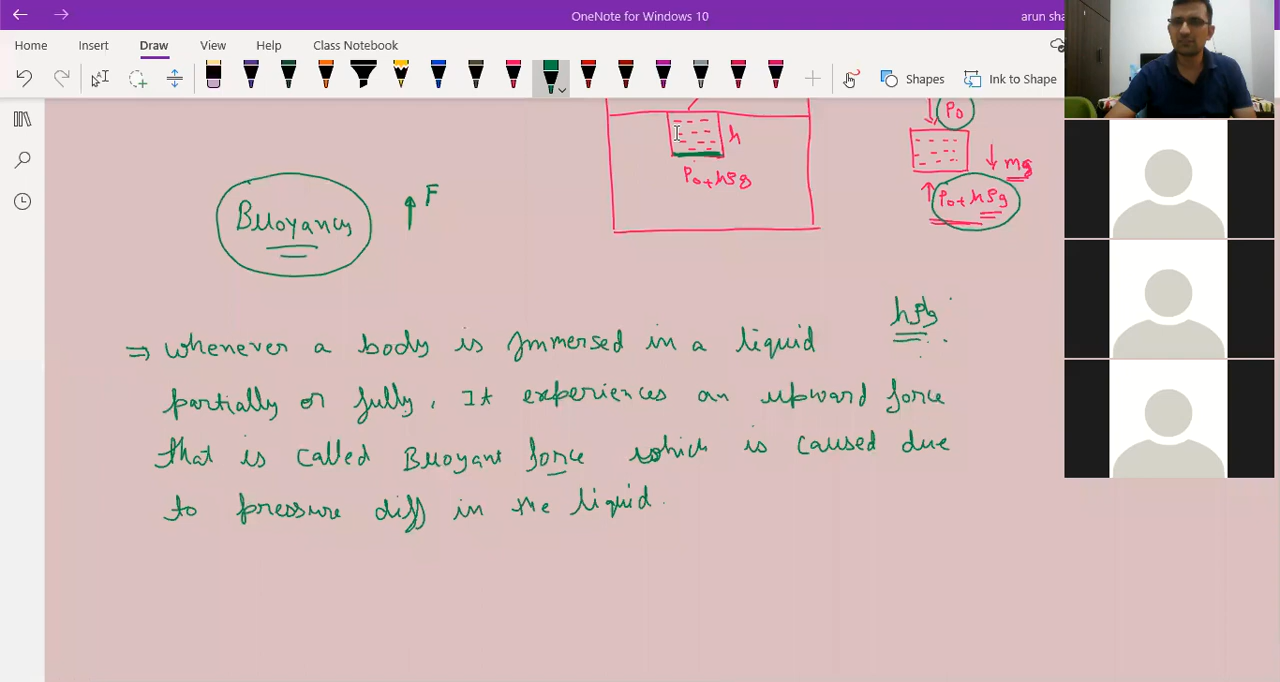 OneNote for Windows 10
arun sha
Home Insert Draw View Help Class Notebook
Shapes Ink to Shape
P0
h
mg
P0+hρg
P0+hρg
F
Buoyancy
hρg
⇒ Whenever a body is Immersed in a liquid
partially or fully, It experiences an upward force
that is called Buoyant force which is caused due
to pressure diff in the liquid.